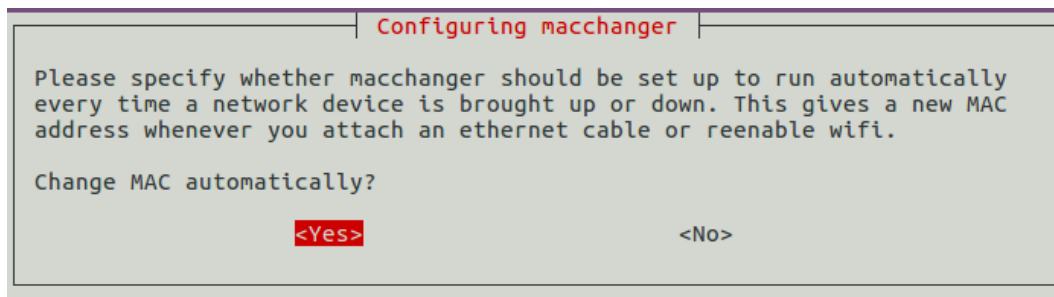 Configuring macchanger
Please specify whether macchanger should be set up to run automatically
every time a network device is brought up or down. This gives a new MAC
address whenever you attach an ethernet cable or reenable wifi.
Change MAC automatically?
<Yes> <No>